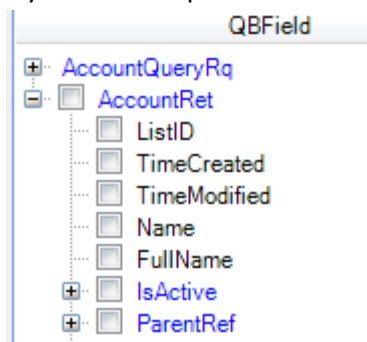 QBField
AccountQueryRq
AccountRet
ListID
TimeCreated
TimeModified
Name
FullName
IsActive
ParentRef